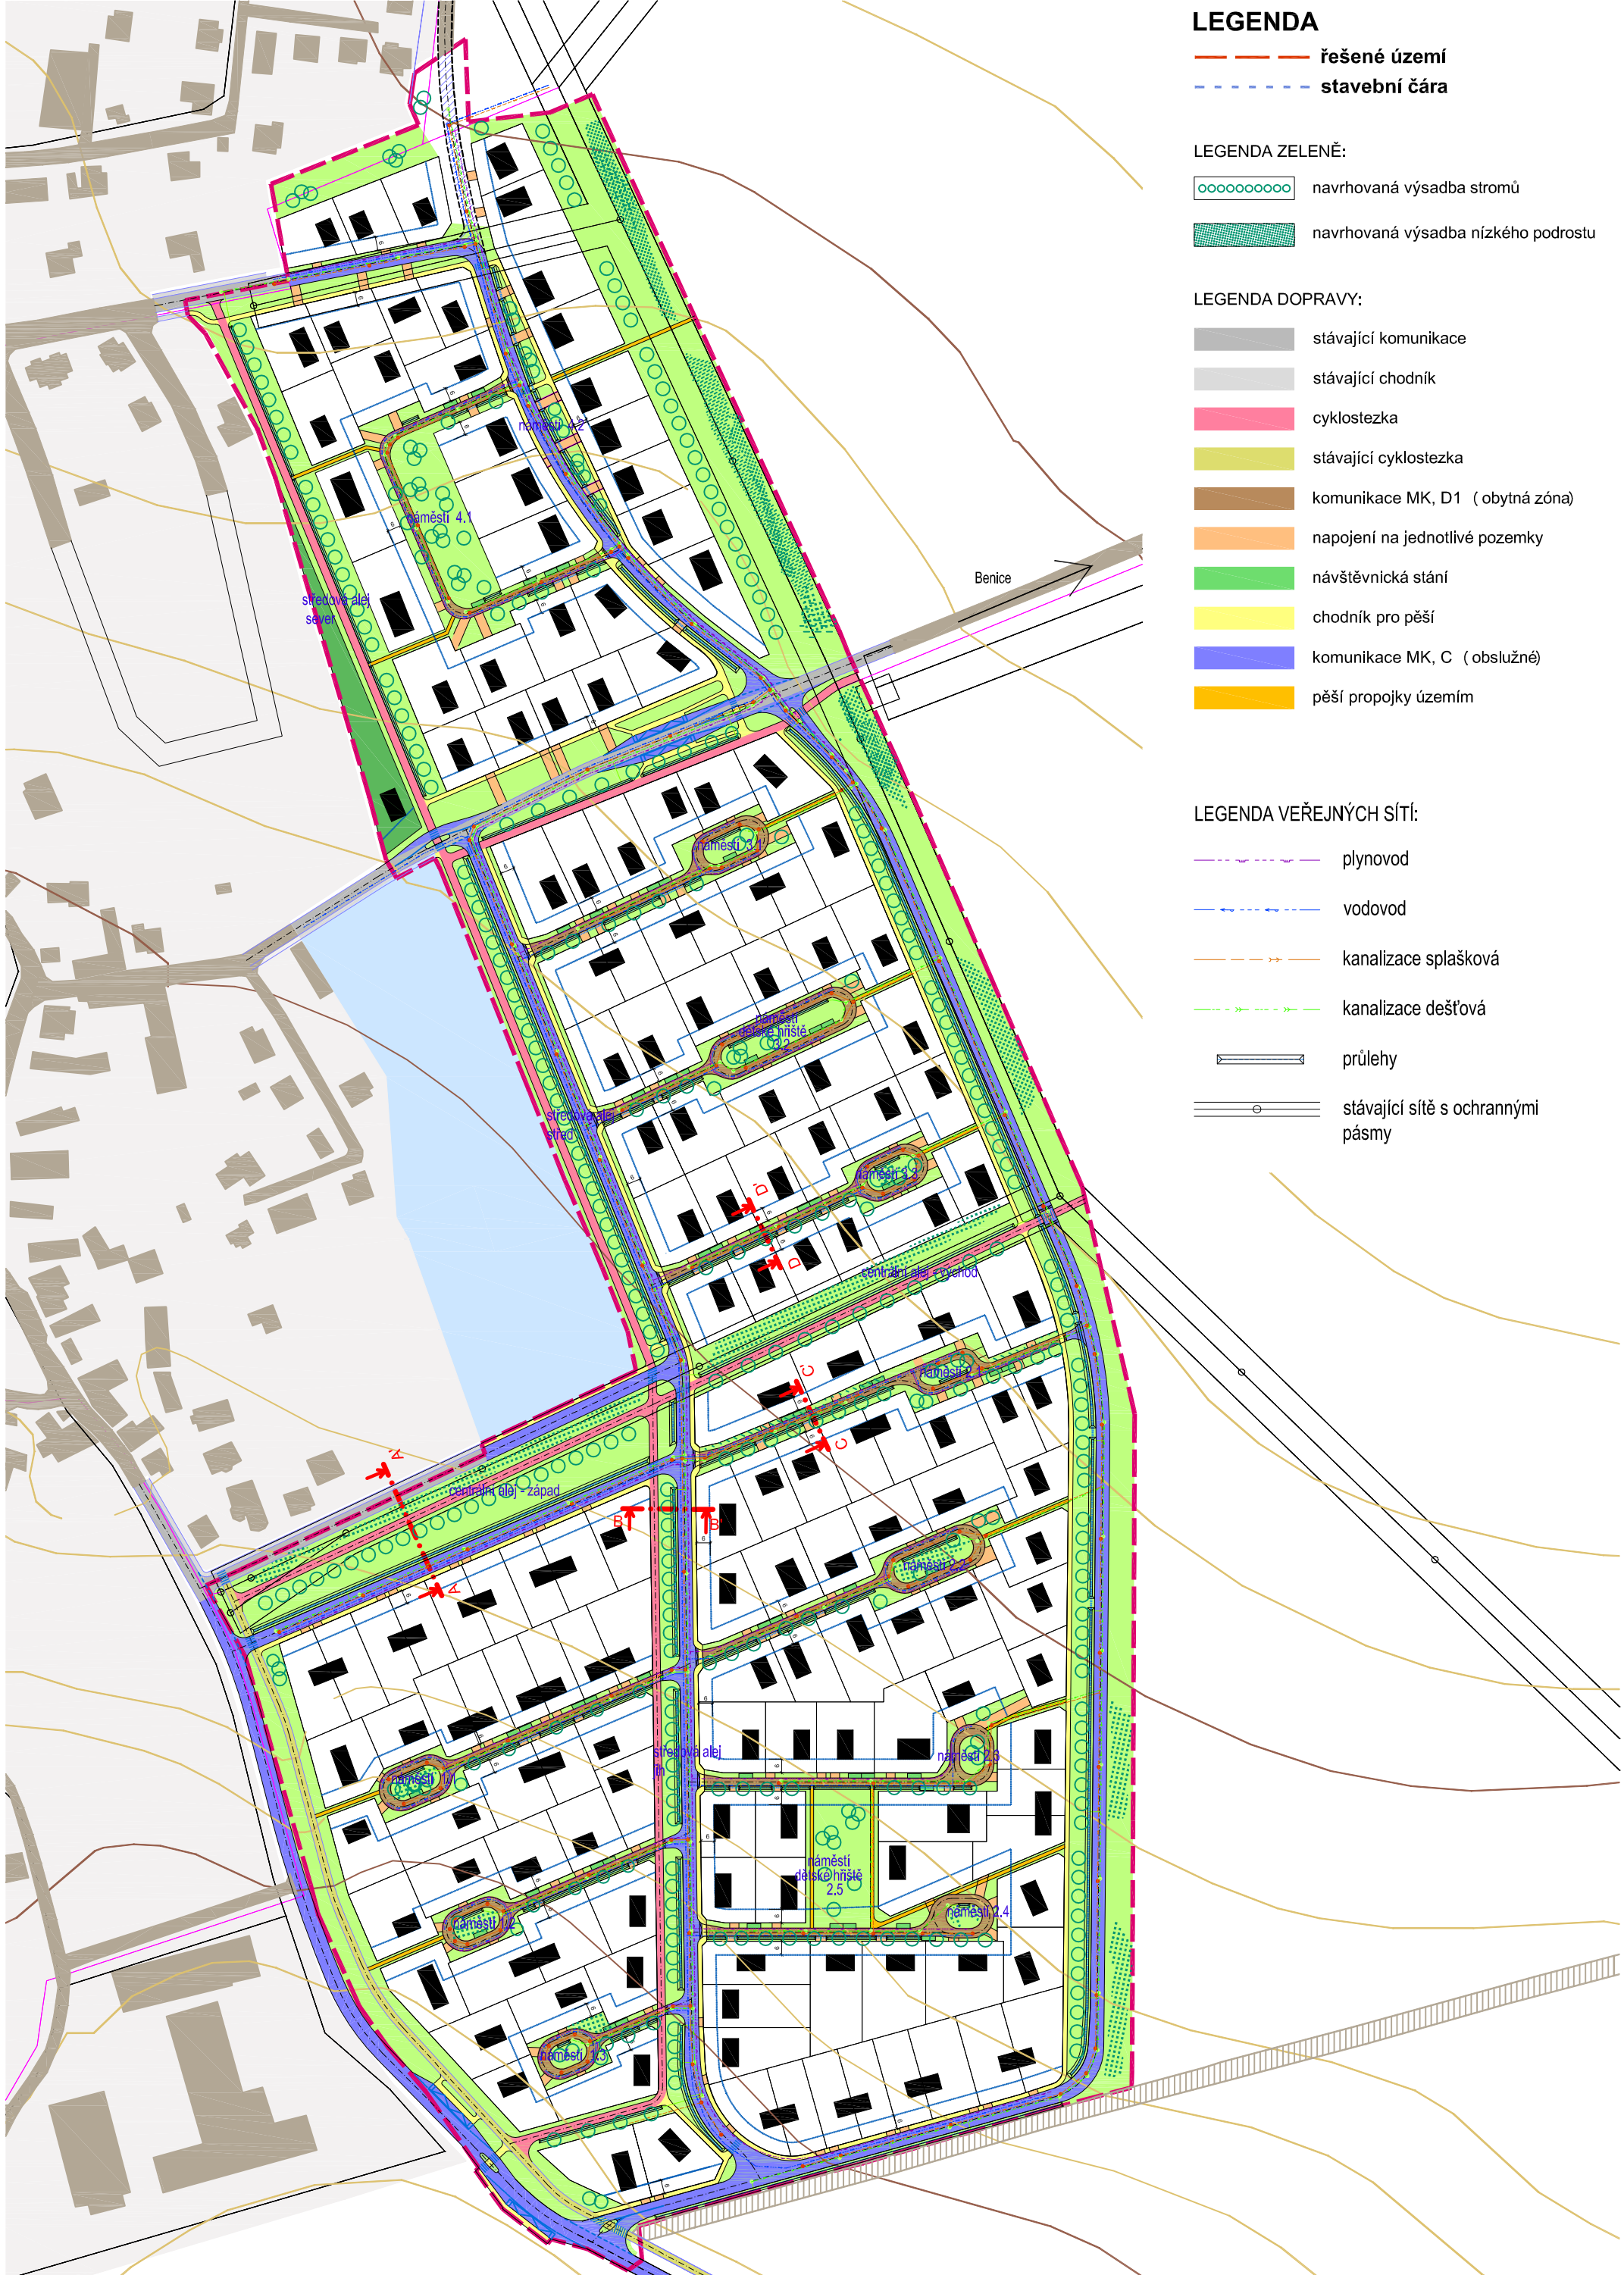 LEGENDA
řešené území
stavební čára
LEGENDA ZELENĚ:
navrhovaná výsadba stromů
navrhovaná výsadba nízkého podrostu
LEGENDA DOPRAVY:
stávající komunikace
stávající chodník
cyklostezka
stávající cyklostezka
komunikace MK, D1 ( obytná zóna)
napojení na jednotlivé pozemky
návštěvnická stání
chodník pro pěší
komunikace MK, C ( obslužné)
pěší propojky územím
LEGENDA VEŘEJNÝCH SÍTÍ:
plynovod
vodovod
kanalizace splašková
kanalizace dešťová
průlehy
stávající sítě s ochrannými
pásmy
náměstí 4.2
náměstí 4.1
Benice
středová alej
sever
náměstí 3.1
náměstí
dětské hřiště
3.2
středová alej
střed
náměstí 3.3
D'
D
centrální alej - východ
náměstí 2.1
C'
C
A'
centrální alej - západ
A
B
B'
náměstí 2.2
středová alej
jih
náměstí 2.3
náměstí 1.1
náměstí
dětské hřiště
2.5
náměstí 2.4
náměstí 1.2
náměstí 1.3